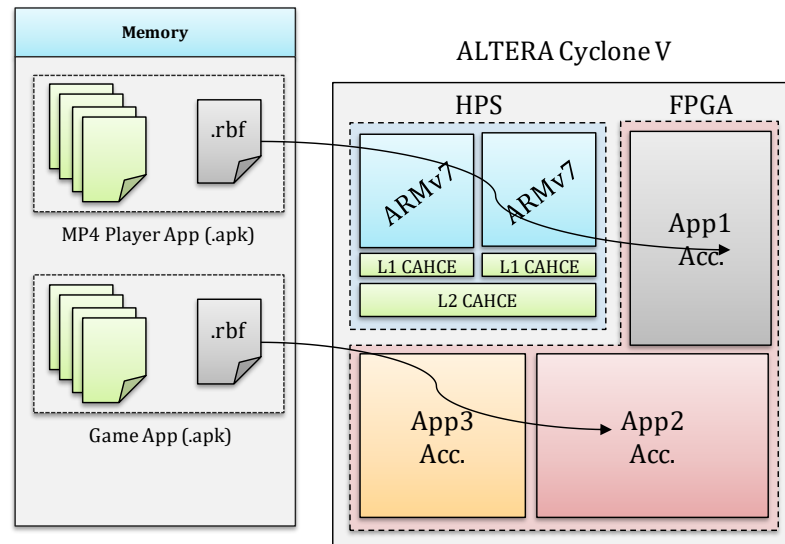 Memory
.rbf
MP4 Player App (.apk)
.rbf
Game App (.apk)
ALTERA Cyclone V
HPS
FPGA
ARMv7
ARMv7
L1 CAHCE
L1 CAHCE
L2 CAHCE
App1
Acc.
App3
Acc.
App2
Acc.